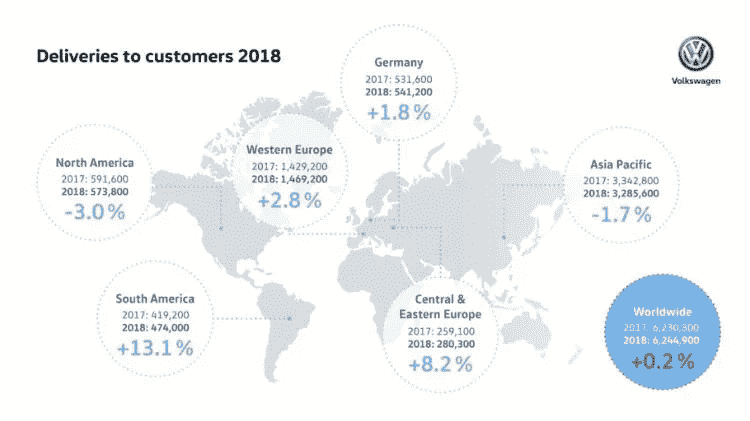 Deliveries to customers 2018
Volkswagen
Germany
2017: 531,600
2018: 541,200
+1.8 %
North America
2017: 591,600
2018: 573,800
-3.0 %
Western Europe
2017: 1,429,200
2018: 1,469,200
+2.8 %
Asia Pacific
2017: 3,342,800
2018: 3,285,600
-1.7 %
South America
2017: 419,200
2018: 474,000
+13.1 %
Central &
Eastern Europe
2017: 259,100
2018: 280,300
+8.2 %
Worldwide
2017: 6,230,300
2018: 6,244,900
+0.2 %